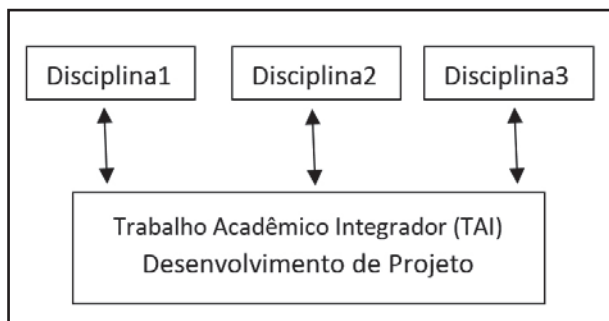 Disciplina1
Disciplina2
Disciplina3
Trabalho Acadêmico Integrador (TAI)
Desenvolvimento de Projeto